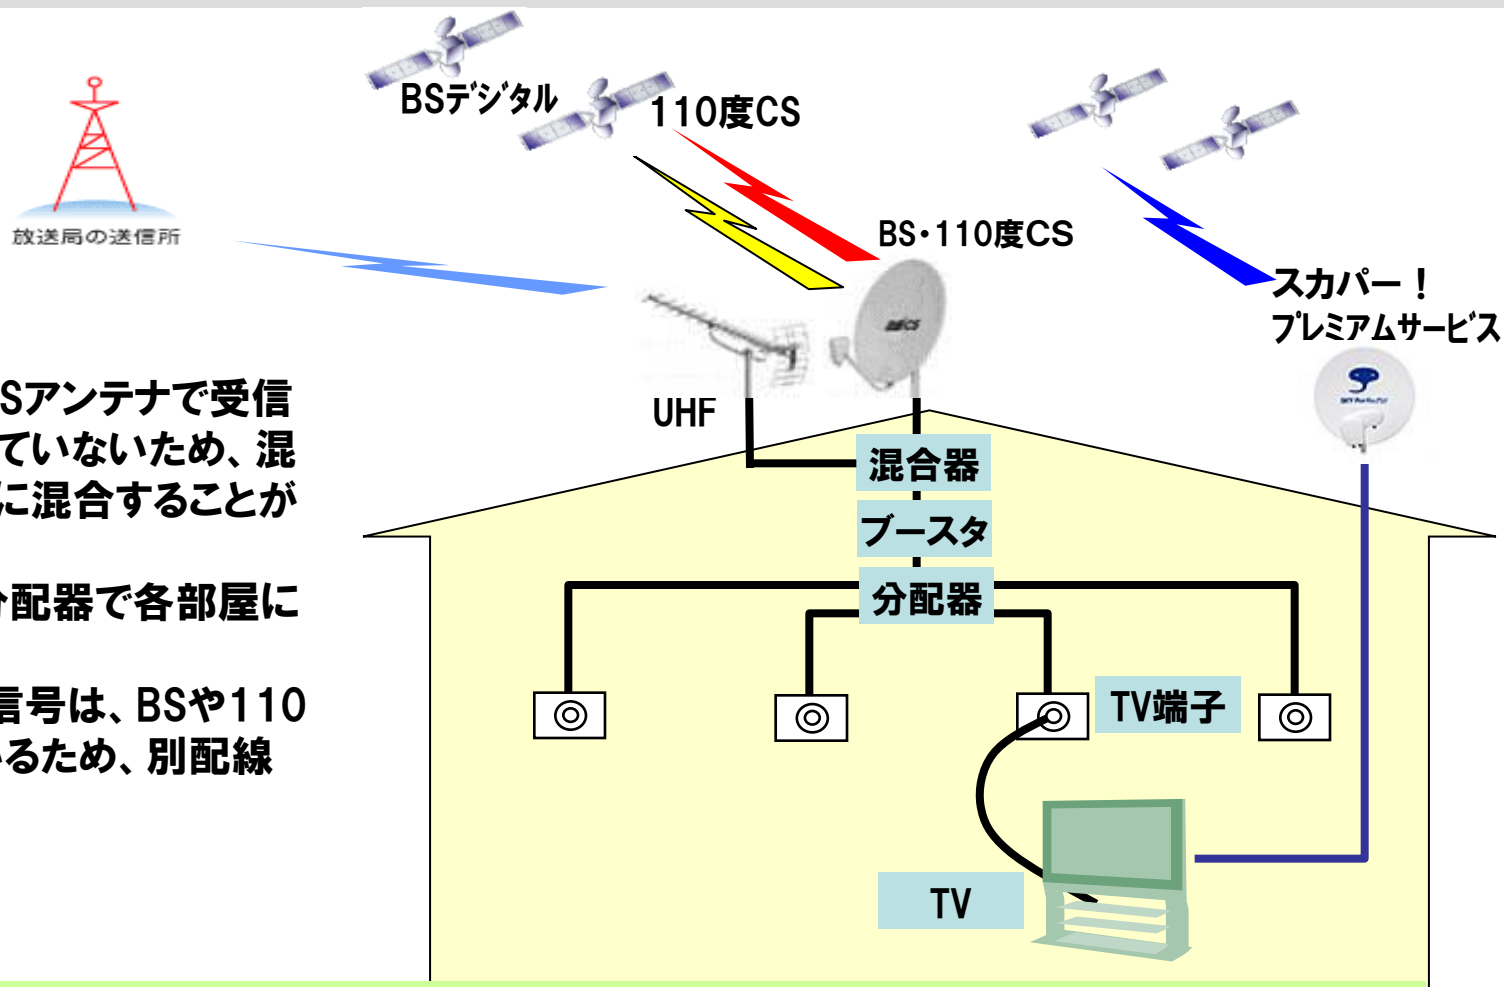 BSデジタル
110度CS
放送局の送信所
BS・110度CS
スカパー！
プレミアムサービス
UHF
Sアンテナで受信
ていないため、混
に混合することが
分配器で各部屋に
信号は、BSや110
いるため、別配線
混合器
ブースタ
分配器
TV端子
TV